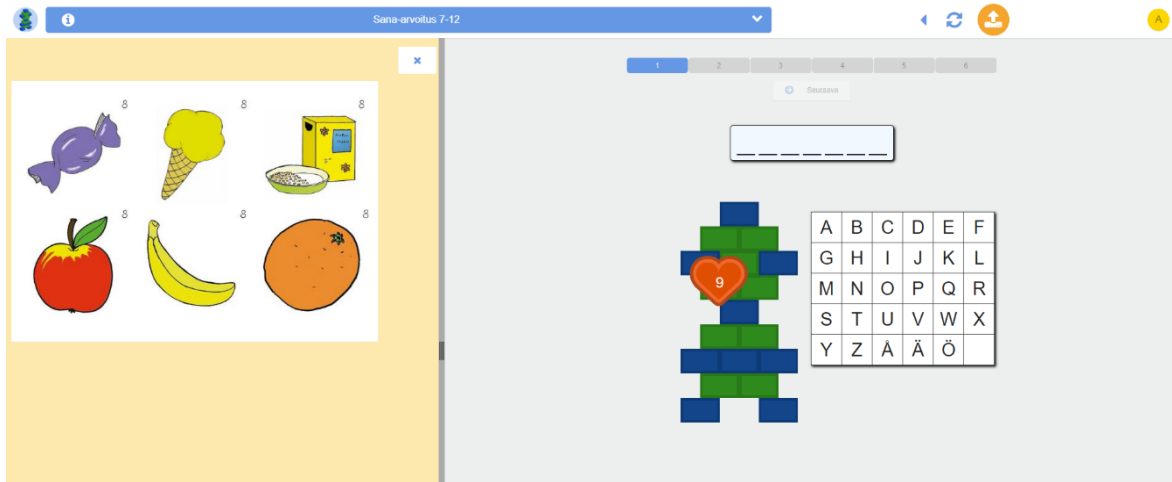 Sana-arvoitus 7-12
A
1 2 3 4 5 6
Seuraava
8 8 8
8 8 8
9
A B C D E F
G H I J K L
M N O P Q R
S T U V W X
Y Z Å Ä Ö